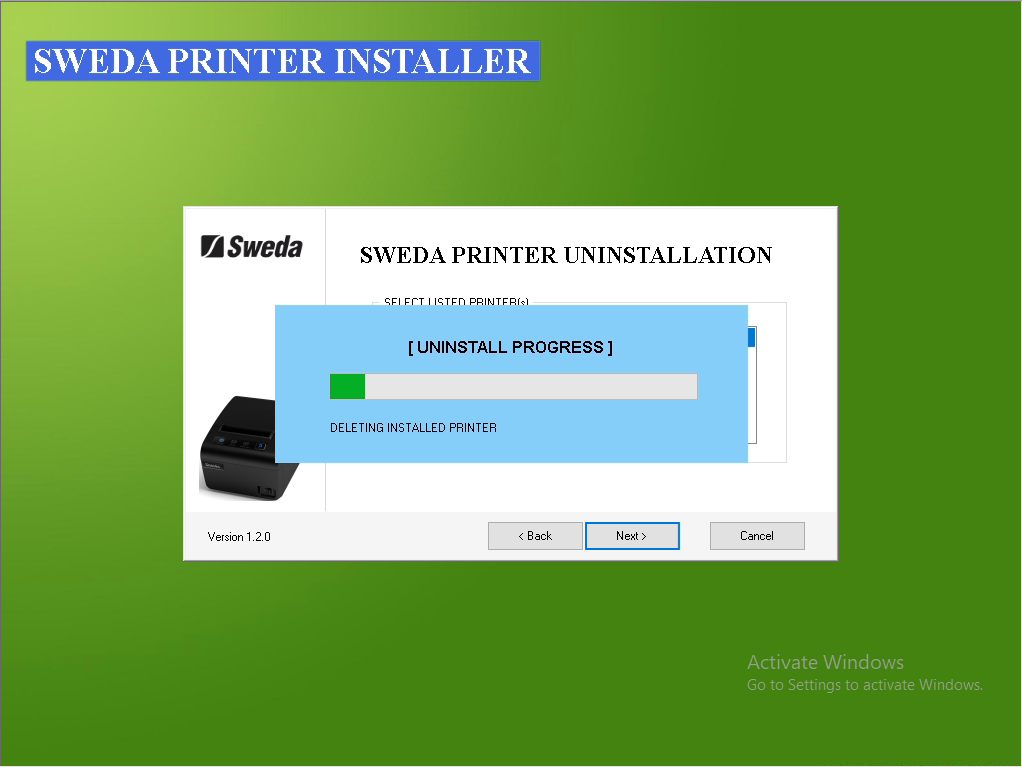 SWEDA PRINTER INSTALLER
Sweda
SWEDA PRINTER UNINSTALLATION
SELECT LISTED PRINTER(s)
[ UNINSTALL PROGRESS ]
DELETING INSTALLED PRINTER
Version 1.2.0
< Back
Next >
Cancel
Activate Windows
Go to Settings to activate Windows.